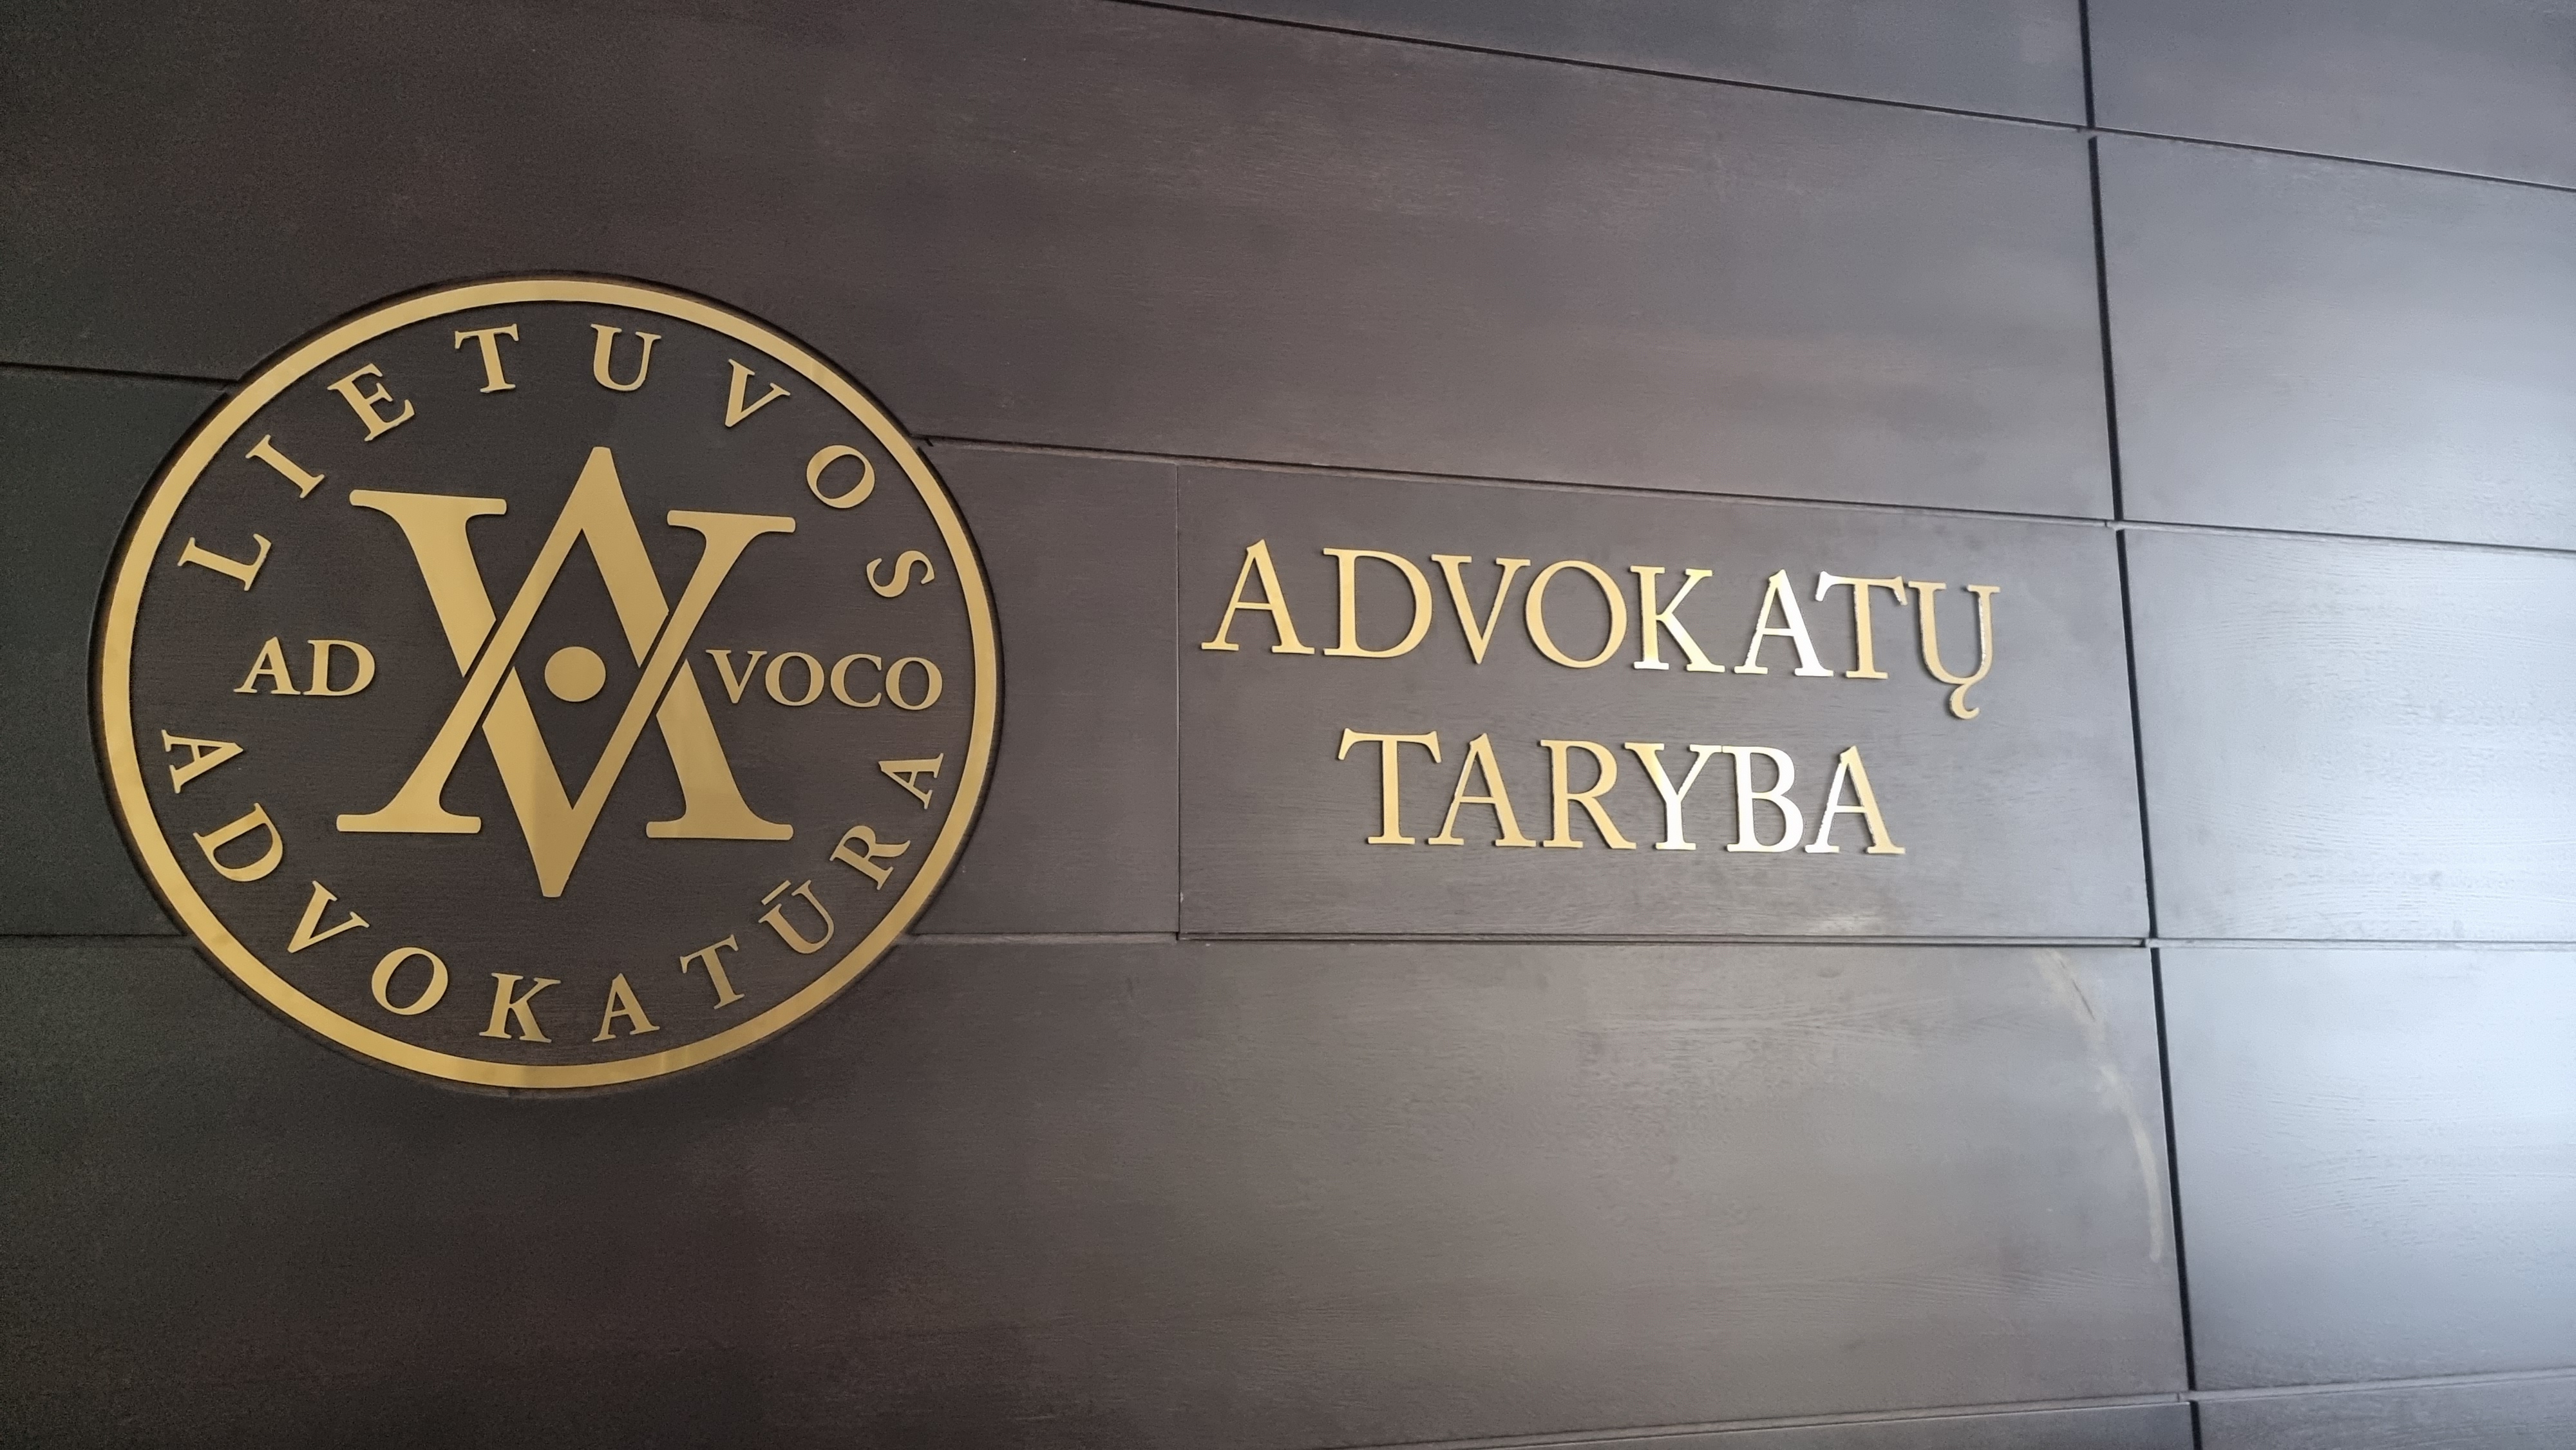 LIETUVOS
AD VOCO
ADVOKATŪRA
ADVOKATŲ
TARYBA